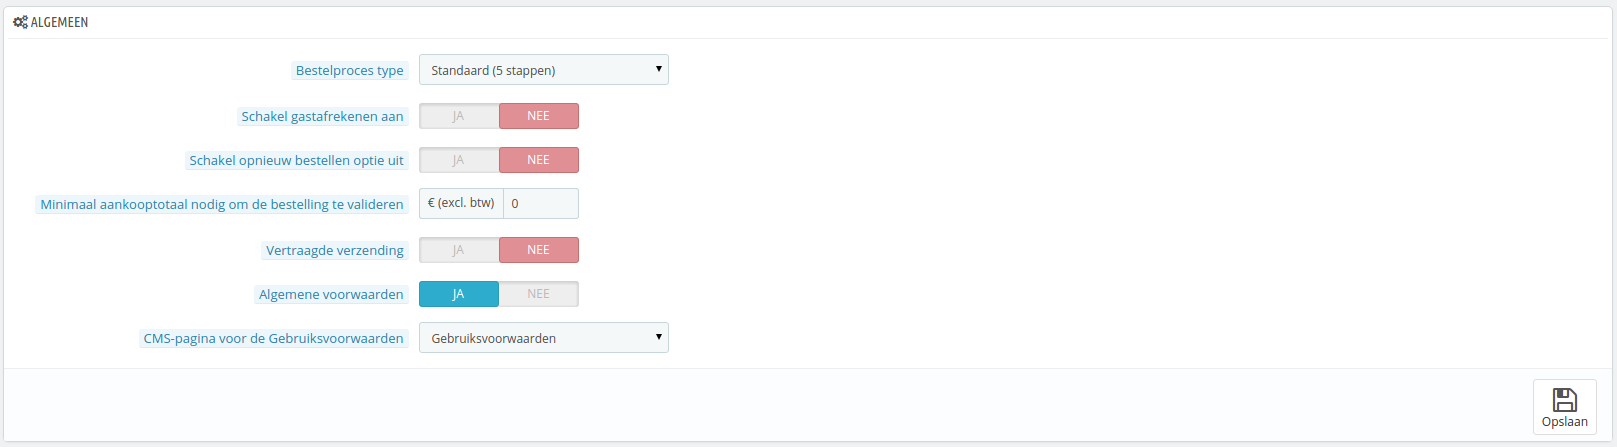 ALGEMEEN
Bestelproces type Standaard (5 stappen)
Schakel gastafrekenen aan JA NEE
Schakel opnieuw bestellen optie uit JA NEE
Minimaal aankooptotaal nodig om de bestelling te valideren € (excl. btw) 0
Vertraagde verzending JA NEE
Algemene voorwaarden JA NEE
CMS-pagina voor de Gebruiksvoorwaarden Gebruiksvoorwaarden
Opslaan